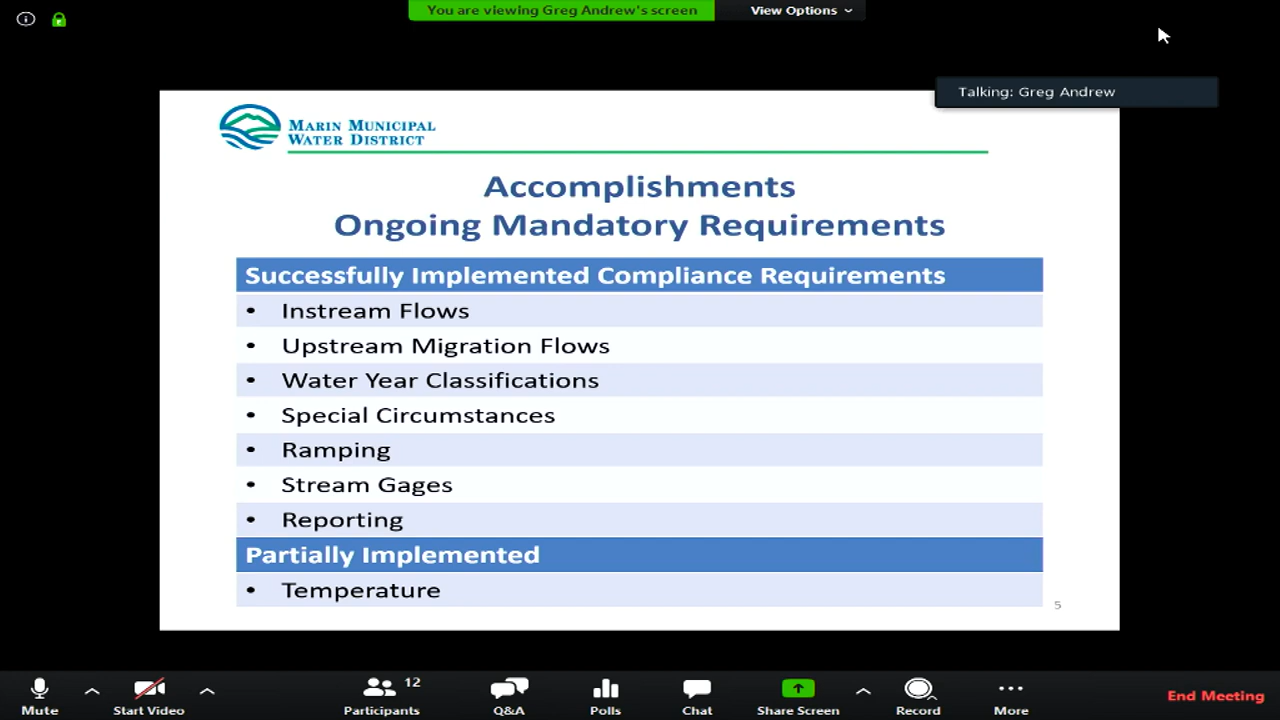 You are viewing Greg Andrew's screen
View Options
Talking: Greg Andrew
MARIN MUNICIPAL
WATER DISTRICT
Accomplishments
Ongoing Mandatory Requirements
Successfully Implemented Compliance Requirements
• Instream Flows
• Upstream Migration Flows
• Water Year Classifications
• Special Circumstances
• Ramping
• Stream Gages
• Reporting
Partially Implemented
• Temperature
5
Mute
Start Video
12
Participants
Q&A
Polls
Chat
Share Screen
Record
More
End Meeting